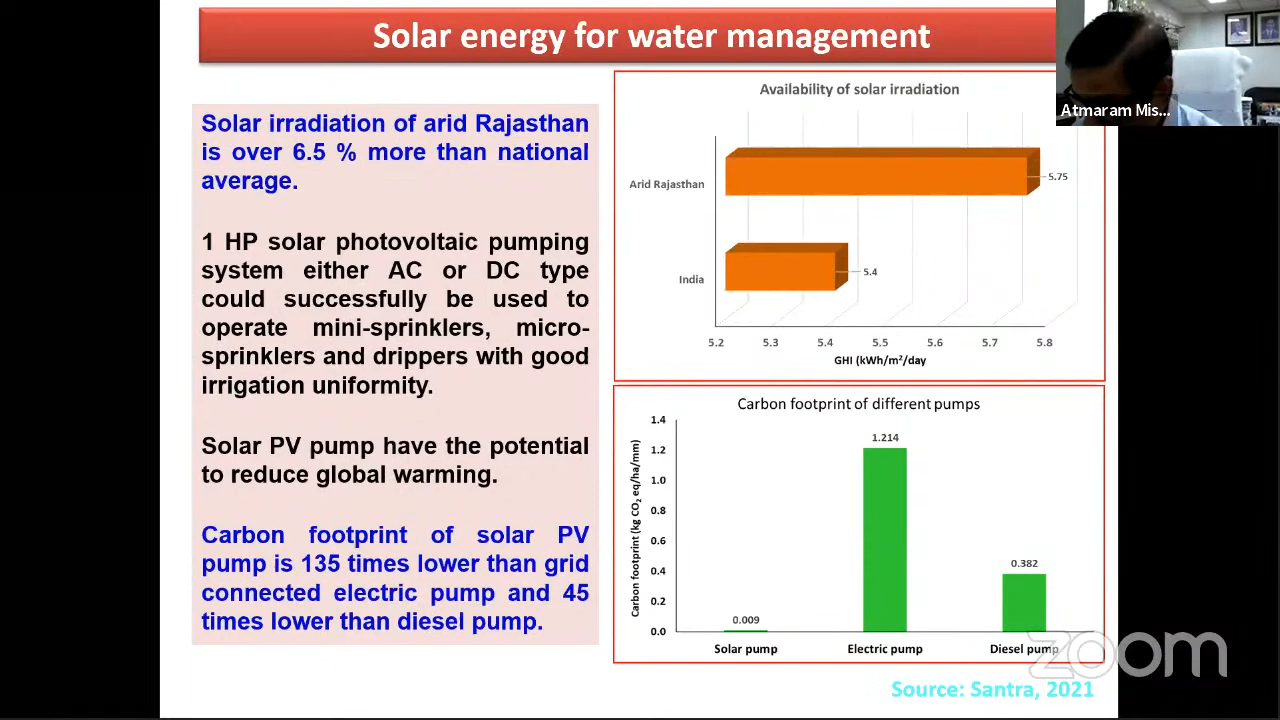 Solar energy for water management
Atmaram Mis...
Solar irradiation of arid Rajasthan
is over 6.5 % more than national
average.
1 HP solar photovoltaic pumping
system either AC or DC type
could successfully be used to
operate mini-sprinklers, micro-
sprinklers and drippers with good
irrigation uniformity.
Solar PV pump have the potential
to reduce global warming.
Carbon footprint of solar PV
pump is 135 times lower than grid
connected electric pump and 45
times lower than diesel pump.
Availability of solar irradiation
Arid Rajasthan
5.75
India
5.4
5.2 5.3 5.4 5.5 5.6 5.7 5.8
GHI (kWh/m²/day
Carbon footprint of different pumps
Carbon footprint (kg CO₂ eq/ha/mm)
1.4
1.2
1.0
0.8
0.6
0.4
0.2
0.0
0.009
1.214
0.382
Solar pump Electric pump Diesel pump
zoom
Source: Santra, 2021